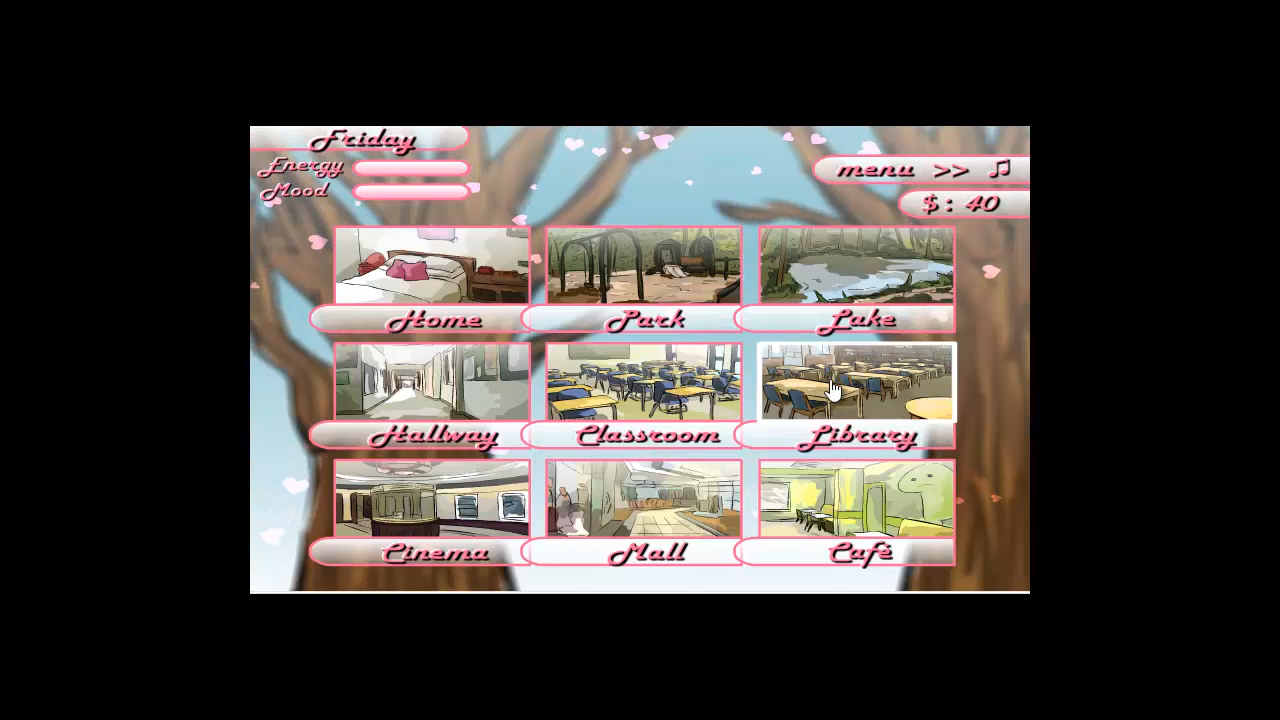 Friday
Energy
Mood
menu >> ♫
$ : 40
Home
Park
Lake
Hallway
Classroom
Library
Cinema
Mall
Café